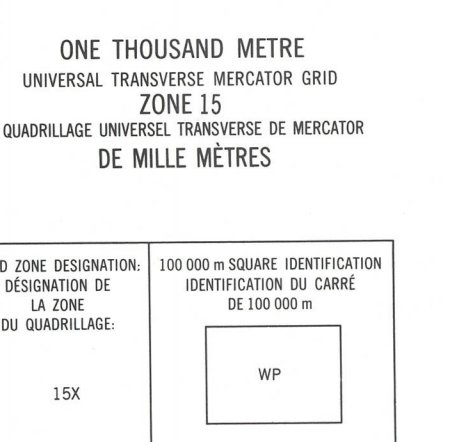 ONE THOUSAND METRE
UNIVERSAL TRANSVERSE MERCATOR GRID
ZONE 15
QUADRILLAGE UNIVERSEL TRANSVERSE DE MERCATOR
DE MILLE MÈTRES
ZONE DESIGNATION:
DÉSIGNATION DE
LA ZONE
DU QUADRILLAGE:
15X
100 000 m SQUARE IDENTIFICATION
IDENTIFICATION DU CARRÉ
DE 100 000 m
WP